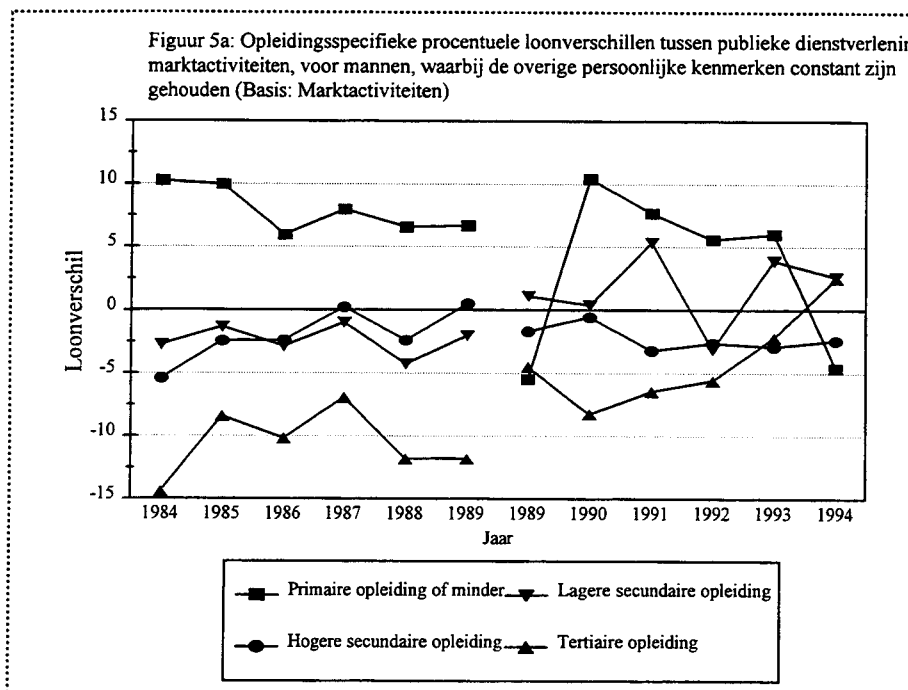 Figuur 5a: Opleidingsspecifieke procentuele loonverschillen tussen publieke
marktactiviteiten, voor mannen, waarbij de overige persoonlijke kenmerken constant zijn
gehouden (Basis: Marktactiviteiten)
15
10
5
0
-5
-10
-15
Loonverschil
1984 1985 1986 1987 1988 1989 1989 1990 1991 1992 1993 1994
Jaar
Primaire opleiding of minder Lagere secundaire opleiding
Hogere secundaire opleiding Tertiaire opleiding